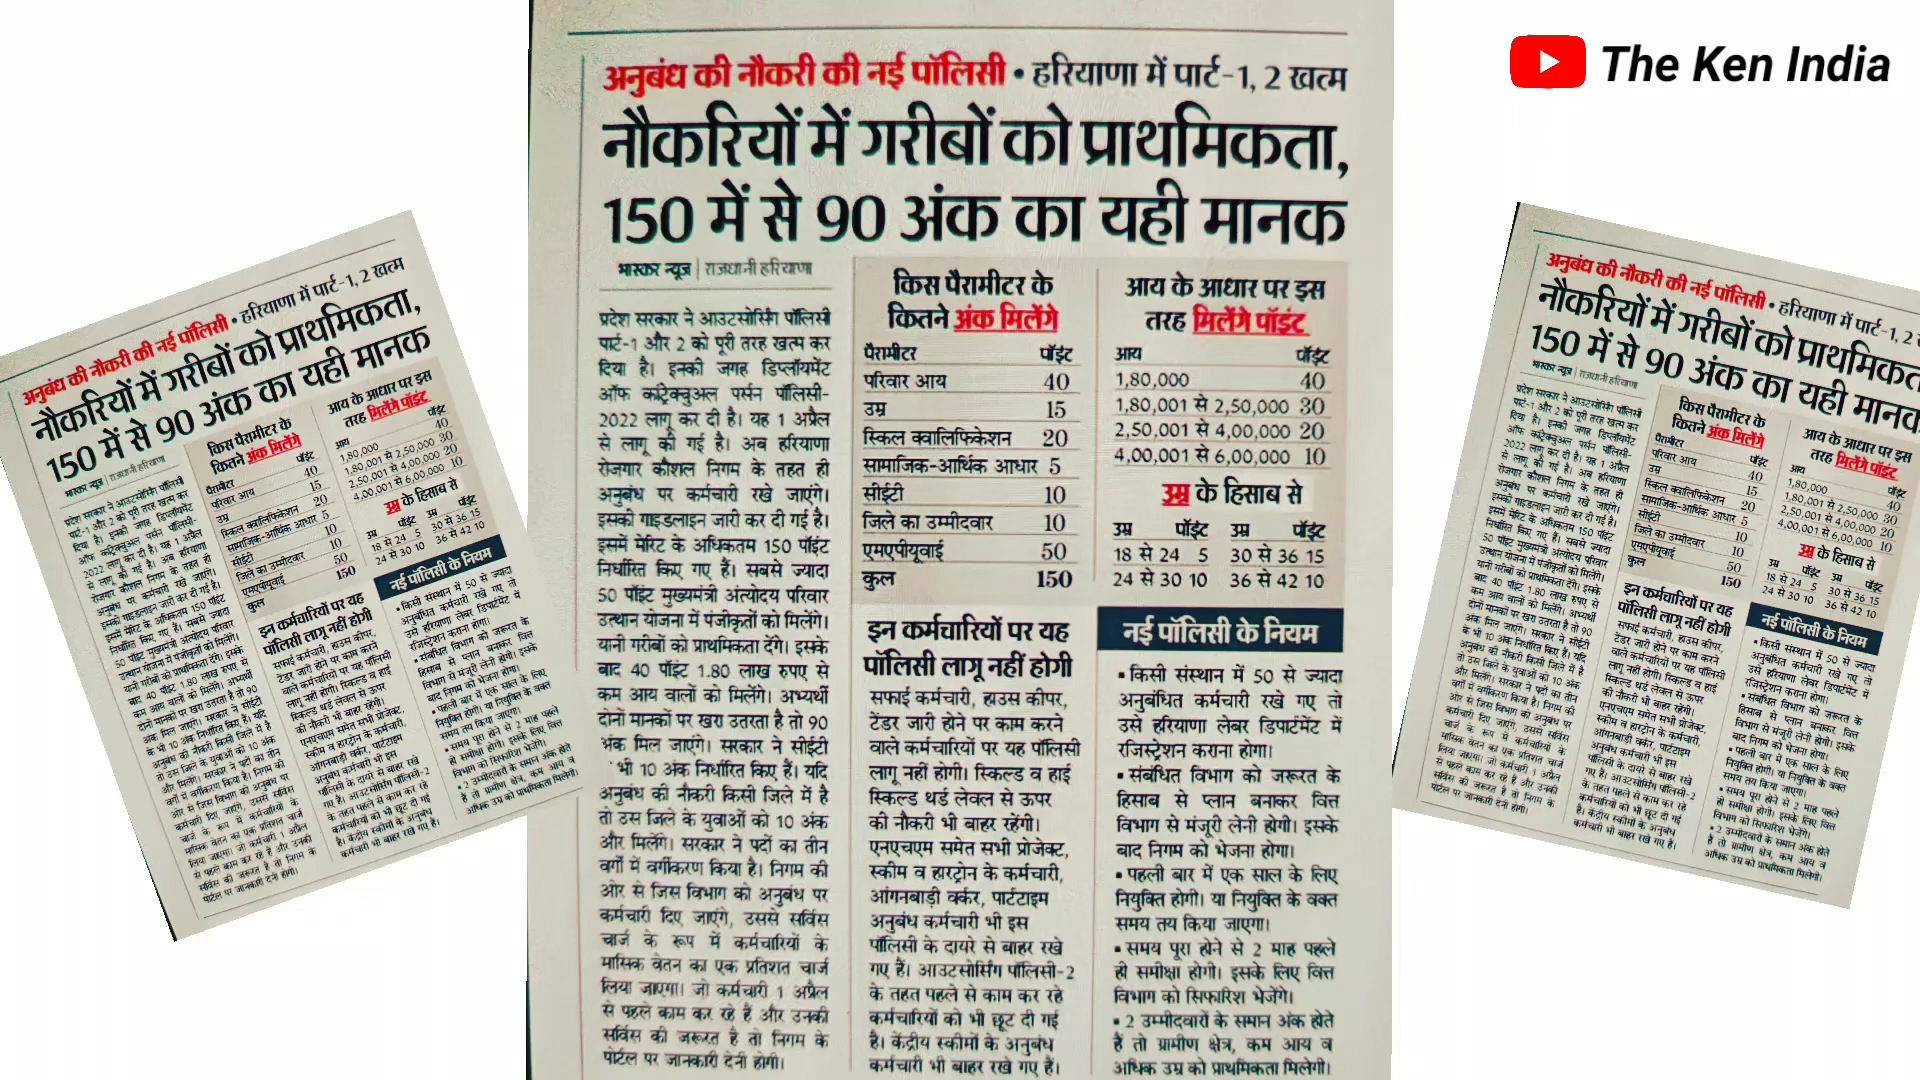 The Ken India
अनुबंध की नौकरी की नई पॉलिसी • हरियाणा में पार्ट-1, 2 खत्म
नौकरियों में गरीबों को प्राथमिकता,
150 में से 90 अंक का यही मानक
भास्कर न्यूज | राजधानी हरियाणा
प्रदेश सरकार ने आउटसोर्सिंग पॉलिसी
पार्ट-1 और 2 को पूरी तरह खत्म कर
दिया है। इनकी जगह डिप्लॉयमेंट
ऑफ कांट्रेक्चुअल पर्सन पॉलिसी-
2022 लागू कर दी है। यह 1 अप्रैल
से लागू की गई है। अब हरियाणा
रोजगार कौशल निगम के तहत ही
अनुबंध पर कर्मचारी रखे जाएंगे।
इसकी गाइडलाइन जारी कर दी गई है।
इसमें मेरिट के अधिकतम 150 पॉइंट
निर्धारित किए गए हैं। सबसे ज्यादा
50 पॉइंट मुख्यमंत्री अंत्योदय परिवार
उत्थान योजना में पंजीकृतों को मिलेंगे।
यानी गरीबों को प्राथमिकता देंगे। इसके
बाद 40 पॉइंट 1.80 लाख रुपए से
कम आय वालों को मिलेंगे। अभ्यर्थी
दोनों मानकों पर खरा उतरता है तो 90
अंक मिल जाएंगे। सरकार ने सीईटी
भी 10 अंक निर्धारित किए हैं। यदि
अनुबंध की नौकरी किसी जिले में है
तो उस जिले के युवाओं को 10 अंक
और मिलेंगे। सरकार ने पदों का तीन
वर्गों में वर्गीकरण किया है। निगम की
ओर से जिस विभाग को अनुबंध पर
कर्मचारी दिए जाएंगे, उससे सर्विस
चार्ज के रूप में कर्मचारियों के
मासिक वेतन का एक प्रतिशत चार्ज
लिया जाएगा। जो कर्मचारी 1 अप्रैल
से पहले काम कर रहे हैं और उनकी
सर्विस की जरूरत है तो निगम के
पोर्टल पर जानकारी देनी होगी।
किस पैरामीटर के
कितने अंक मिलेंगे
पैरामीटर पॉइंट
परिवार आय 40
उम्र 15
स्किल क्वालिफिकेशन 20
सामाजिक-आर्थिक आधार 5
सीईटी 10
जिले का उम्मीदवार 10
एमएपीयूवाई 50
कुल 150
आय के आधार पर इस
तरह मिलेंगे पॉइंट
आय पॉइंट
1,80,000 40
1,80,001 से 2,50,000 30
2,50,001 से 4,00,000 20
4,00,001 से 6,00,000 10
उम्र के हिसाब से
उम्र पॉइंट उम्र पॉइंट
18 से 24 5 30 से 36 15
24 से 30 10 36 से 42 10
इन कर्मचारियों पर यह
पॉलिसी लागू नहीं होगी
सफाई कर्मचारी, हाउस कीपर,
टेंडर जारी होने पर काम करने
वाले कर्मचारियों पर यह पॉलिसी
लागू नहीं होगी। स्किल्ड व हाई
स्किल्ड थर्ड लेवल से ऊपर
की नौकरी भी बाहर रहेंगी।
एनएचएम समेत सभी प्रोजेक्ट,
स्कीम व हारट्रोन के कर्मचारी,
आंगनबाड़ी वर्कर, पार्टटाइम
अनुबंध कर्मचारी भी इस
पॉलिसी के दायरे से बाहर रखे
गए हैं। आउटसोर्सिंग पॉलिसी-2
के तहत पहले से काम कर रहे
कर्मचारियों को भी छूट दी गई
है। केंद्रीय स्कीमों के अनुबंध
कर्मचारी भी बाहर रखे गए हैं।
नई पॉलिसी के नियम
▪ किसी संस्थान में 50 से ज्यादा
अनुबंधित कर्मचारी रखे गए तो
उसे हरियाणा लेबर डिपार्टमेंट में
रजिस्ट्रेशन कराना होगा।
▪ संबंधित विभाग को जरूरत के
हिसाब से प्लान बनाकर वित्त
विभाग से मंजूरी लेनी होगी। इसके
बाद निगम को भेजना होगा।
▪ पहली बार में एक साल के लिए
नियुक्ति होगी। या नियुक्ति के वक्त
समय तय किया जाएगा।
▪ समय पूरा होने से 2 माह पहले
ही समीक्षा होगी। इसके लिए वित्त
विभाग को सिफारिश भेजेंगे।
▪ 2 उम्मीदवारों के समान अंक होते
हैं तो ग्रामीण क्षेत्र, कम आय व
अधिक उम्र को प्राथमिकता मिलेगी।